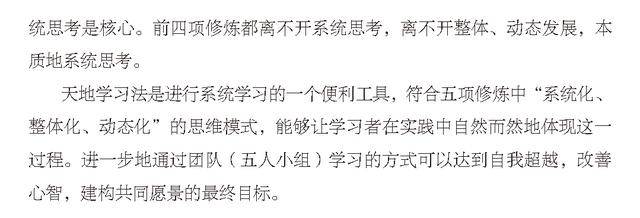 统思考是核心。前四项修炼都离不开系统思考，离不开整体、动态发展，本
质地系统思考。
天地学习法是进行系统学习的一个便利工具，符合五项修炼中“系统化、
整体化、动态化”的思维模式，能够让学习者在实践中自然而然地体现这一
过程。进一步地通过团队（五人小组）学习的方式可以达到自我超越，改善
心智，建构共同愿景的最终目标。